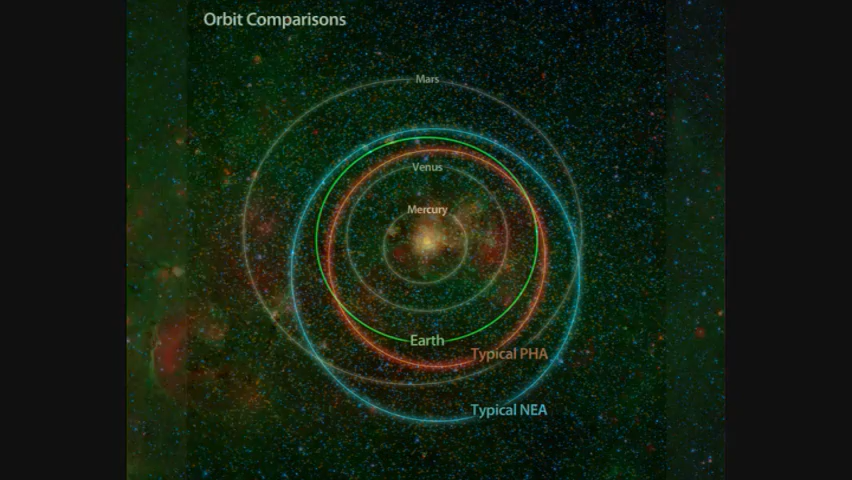 Orbit Comparisons
Mars
Venus
Mercury
Earth
Typical PHA
Typical NEA